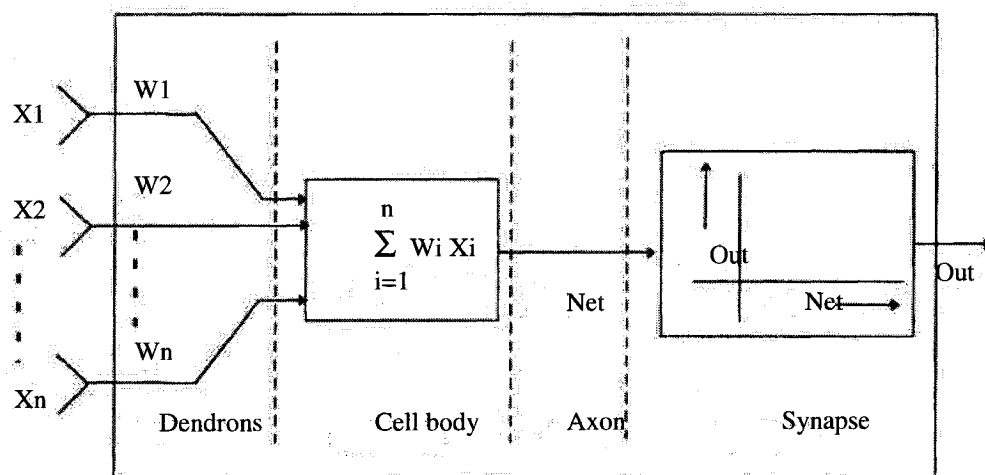 X1
W1
X2
W2
Xn
Wn
n
Σ Wi Xi
i=1
Net
Out
Net
Out
Dendrons
Cell body
Axon
Synapse